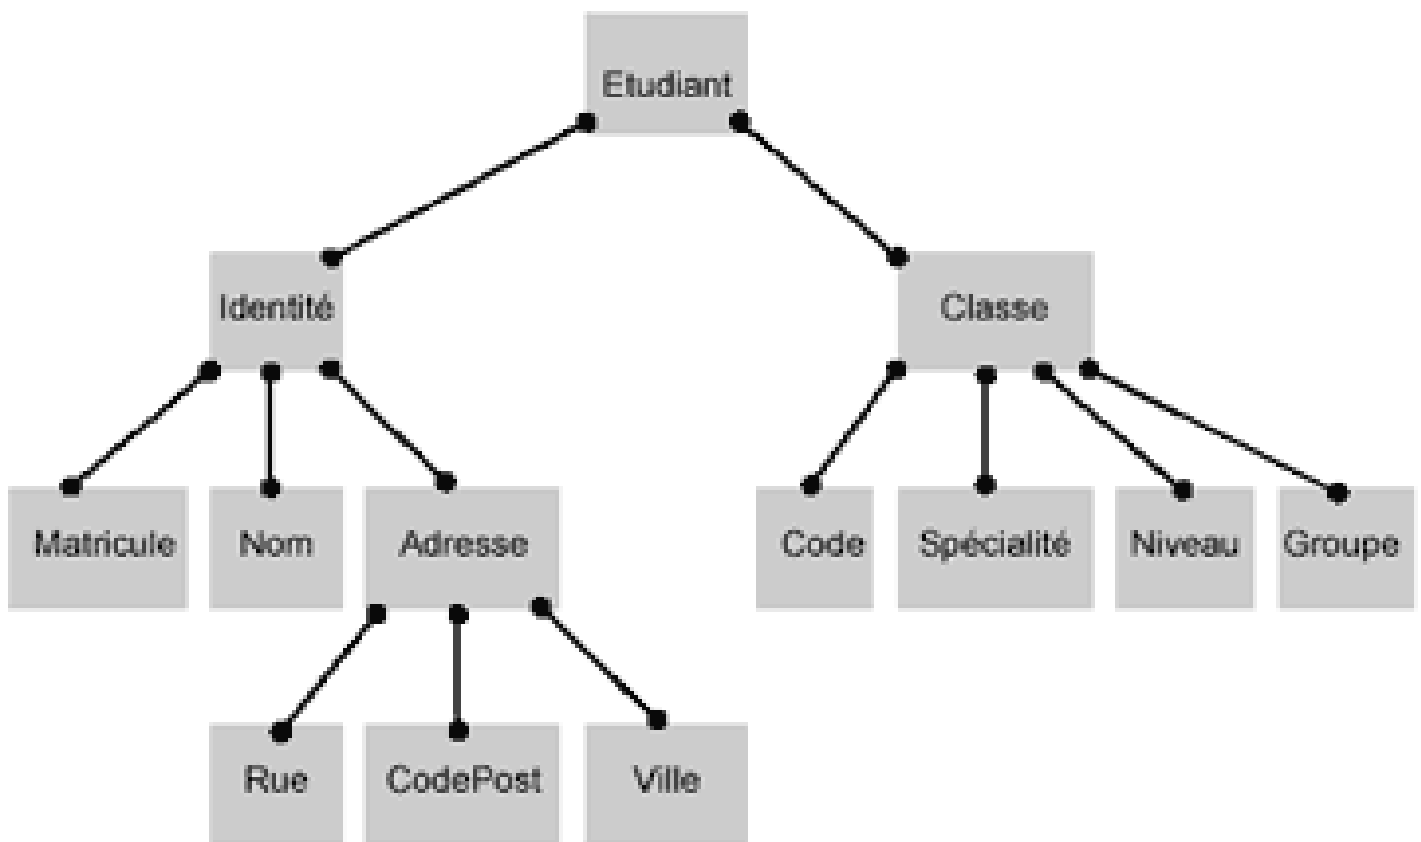 Etudiant
Identité
Classe
Matricule
Nom
Adresse
Code
Spécialité
Niveau
Groupe
Rue
CodePost
Ville